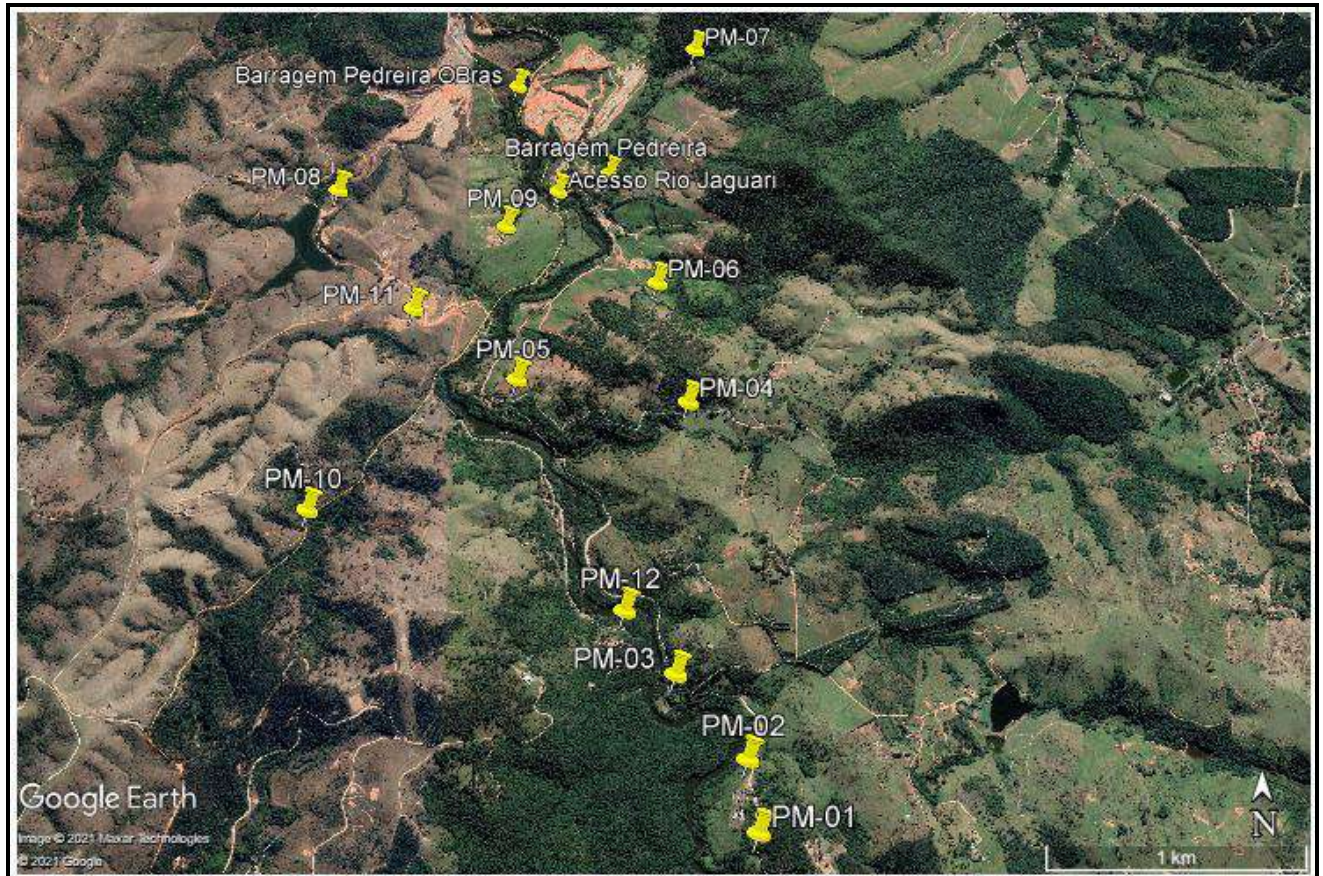 PM-07
Barragem Pedreira OBras
Barragem Pedreira
PM-08
Acesso Rio Jaguari
PM-09
PM-06
PM-11
PM-05
PM-04
PM-10
PM-12
PM-03
PM-02
PM-01
Google Earth
Image © 2021 Maxar Technologies
© 2021 Google
N
1 km